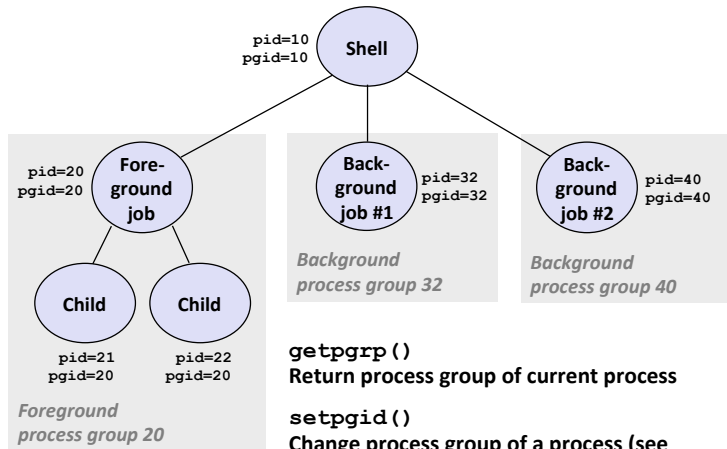 pid=10
pgid=10
Shell
pid=20
pgid=20
Fore-
ground
job
Back-
ground
job #1
pid=32
pgid=32
Back-
ground
job #2
pid=40
pgid=40
Background
process group 32
Background
process group 40
Child
Child
pid=21
pgid=20
pid=22
pgid=20
Foreground
process group 20
getpgrp()
Return process group of current process
setpgid()
Change process group of a process (see